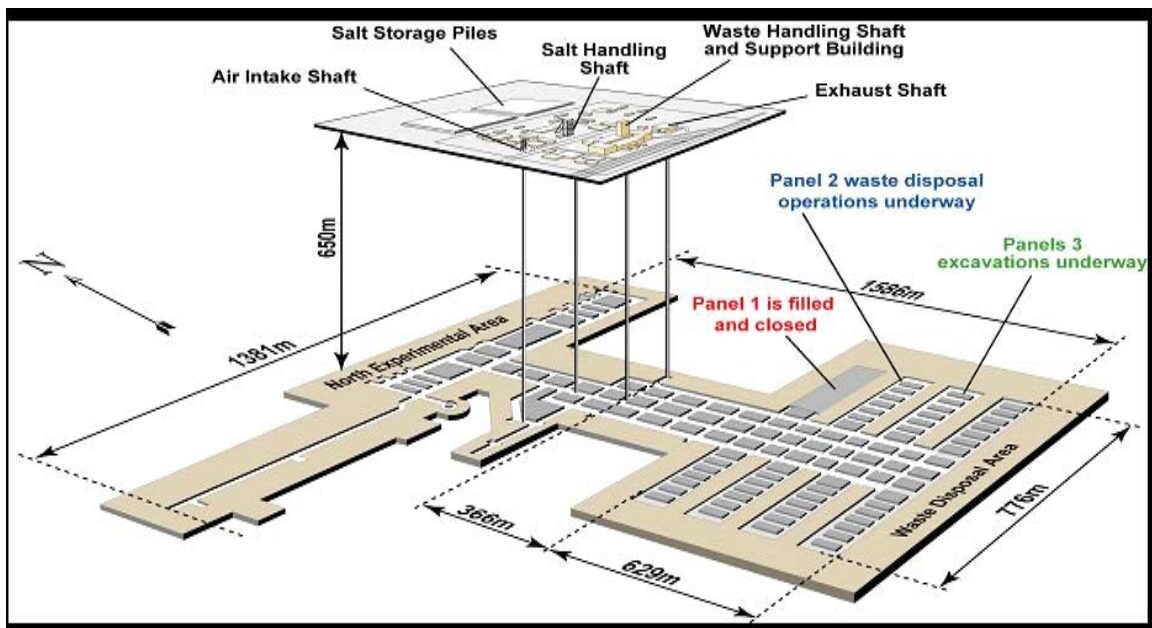 Salt Storage Piles
Waste Handling Shaft
and Support Building
Salt Handling
Shaft
Air Intake Shaft
Exhaust Shaft
Panel 2 waste disposal
operations underway
Panels 3
excavations underway
650m
N
1586m
Panel 1 is filled
and closed
1381m
North Experimental Area
Waste Disposal Area
776m
366m
629m